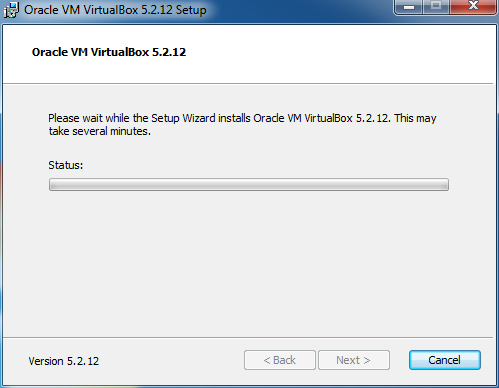 Oracle VM VirtualBox 5.2.12 Setup
Oracle VM VirtualBox 5.2.12
Please wait while the Setup Wizard installs Oracle VM VirtualBox 5.2.12. This may
take several minutes.
Status:
Version 5.2.12
< Back
Next >
Cancel